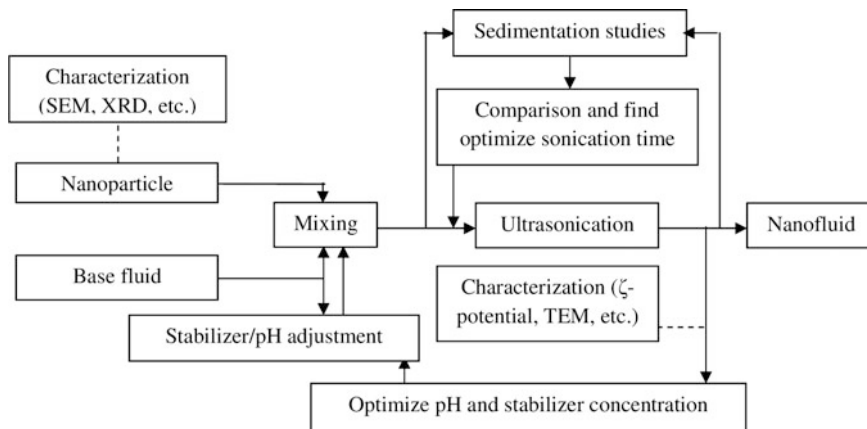 Sedimentation studies
Characterization
(SEM, XRD, etc.)
Comparison and find
optimize sonication time
Nanoparticle
Mixing
Ultrasonication
Nanofluid
Base fluid
Characterization (ζ-
potential, TEM, etc.)
Stabilizer/pH adjustment
Optimize pH and stabilizer concentration